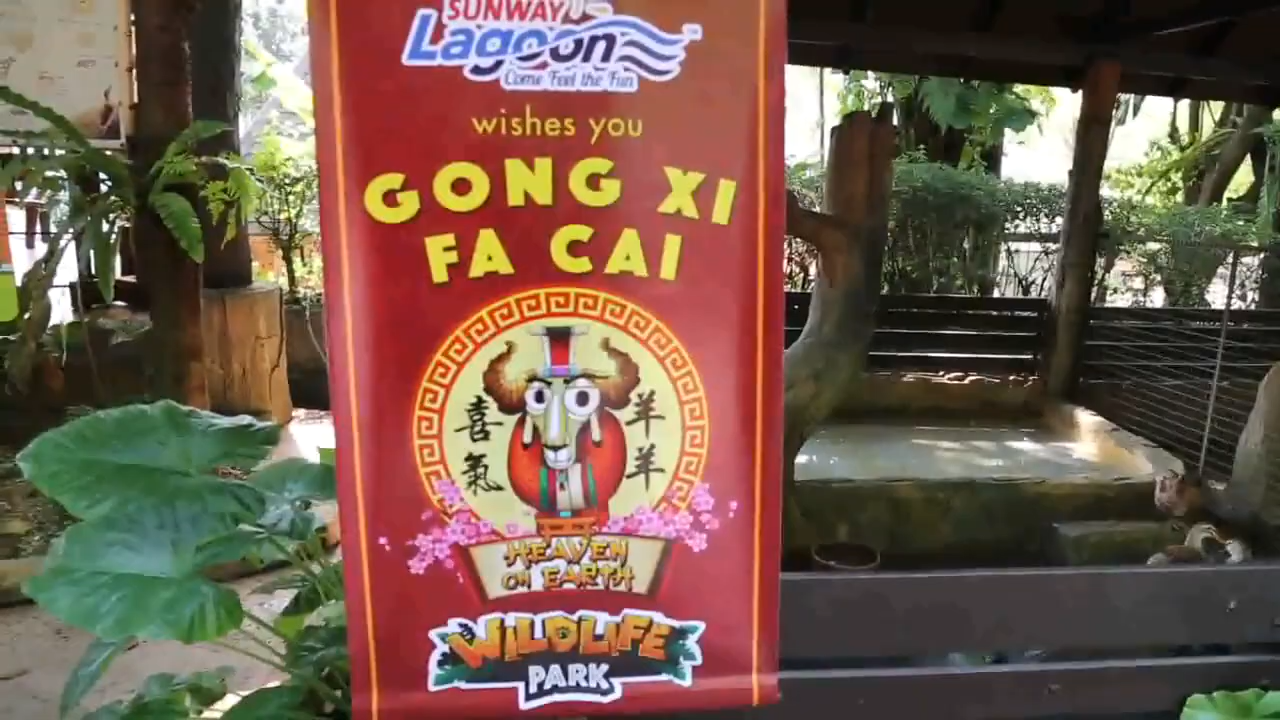 SUNWAY
Lagoon
Come Feel the Fun
wishes you
GONG XI
FA CAI
喜氣
羊羊
HEAVEN
ON EARTH
WILDLIFE
PARK